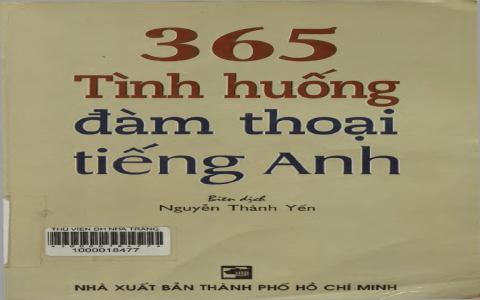 365
Tình huống
đàm thoại
tiếng Anh
Biên dịch
Nguyễn Thành Yến
THƯ VIỆN ĐH NHA TRANG
1000018477
NHÀ XUẤT BẢN THÀNH PHỐ HỒ CHÍ MINH